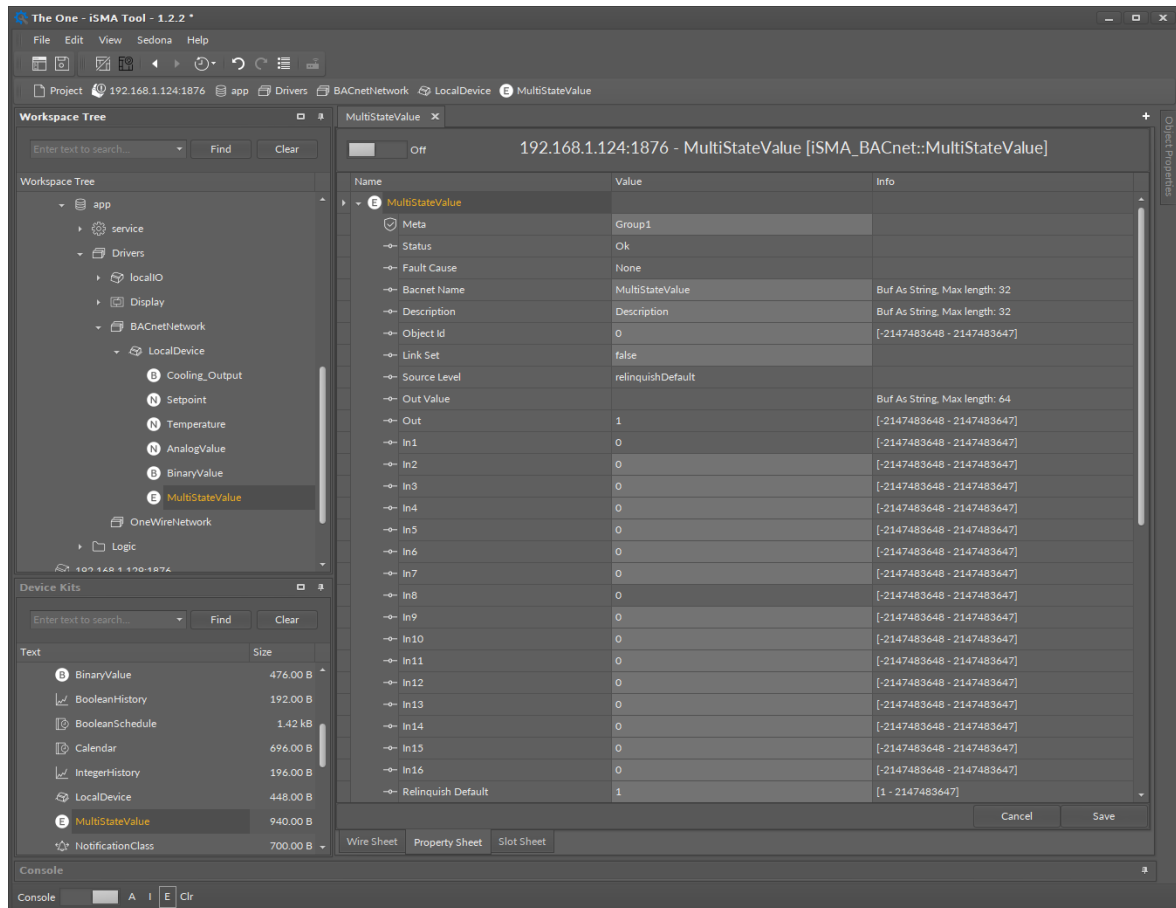 The One - iSMA Tool - 1.2.2 *
File Edit View Sedona Help
Project 192.168.1.124:1876 app Drivers BACnetNetwork LocalDevice E MultiStateValue
Workspace Tree
Enter text to search... Find Clear
Workspace Tree
app
service
Drivers
localIO
Display
BACnetNetwork
LocalDevice
B Cooling_Output
N Setpoint
N Temperature
N AnalogValue
B BinaryValue
E MultiStateValue
OneWireNetwork
Logic
192.168.1.129:1876
Device Kits
Enter text to search... Find Clear
Text Size
B BinaryValue 476.00 B
BooleanHistory 192.00 B
BooleanSchedule 1.42 kB
Calendar 696.00 B
IntegerHistory 196.00 B
LocalDevice 448.00 B
E MultiStateValue 940.00 B
NotificationClass 700.00 B
MultiStateValue
Off 192.168.1.124:1876 - MultiStateValue [iSMA_BACnet::MultiStateValue]
Name Value Info
E MultiStateValue
Meta Group1
Status Ok
Fault Cause None
Bacnet Name MultiStateValue Buf As String, Max length: 32
Description Description Buf As String, Max length: 32
Object Id 0 [-2147483648 - 2147483647]
Link Set false
Source Level relinquishDefault
Out Value Buf As String, Max length: 64
Out 1 [-2147483648 - 2147483647]
In1 0 [-2147483648 - 2147483647]
In2 0 [-2147483648 - 2147483647]
In3 0 [-2147483648 - 2147483647]
In4 0 [-2147483648 - 2147483647]
In5 0 [-2147483648 - 2147483647]
In6 0 [-2147483648 - 2147483647]
In7 0 [-2147483648 - 2147483647]
In8 0 [-2147483648 - 2147483647]
In9 0 [-2147483648 - 2147483647]
In10 0 [-2147483648 - 2147483647]
In11 0 [-2147483648 - 2147483647]
In12 0 [-2147483648 - 2147483647]
In13 0 [-2147483648 - 2147483647]
In14 0 [-2147483648 - 2147483647]
In15 0 [-2147483648 - 2147483647]
In16 0 [-2147483648 - 2147483647]
Relinquish Default 1 [1 - 2147483647]
Cancel Save
Wire Sheet Property Sheet Slot Sheet
Object Properties
Console
Console A I E Clr